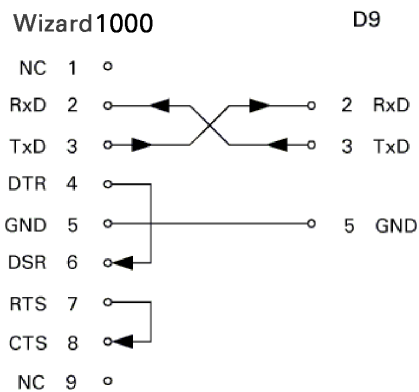 Wizard1000 D9
NC 1
RxD 2 2 RxD
TxD 3 3 TxD
DTR 4
GND 5 5 GND
DSR 6
RTS 7
CTS 8
NC 9